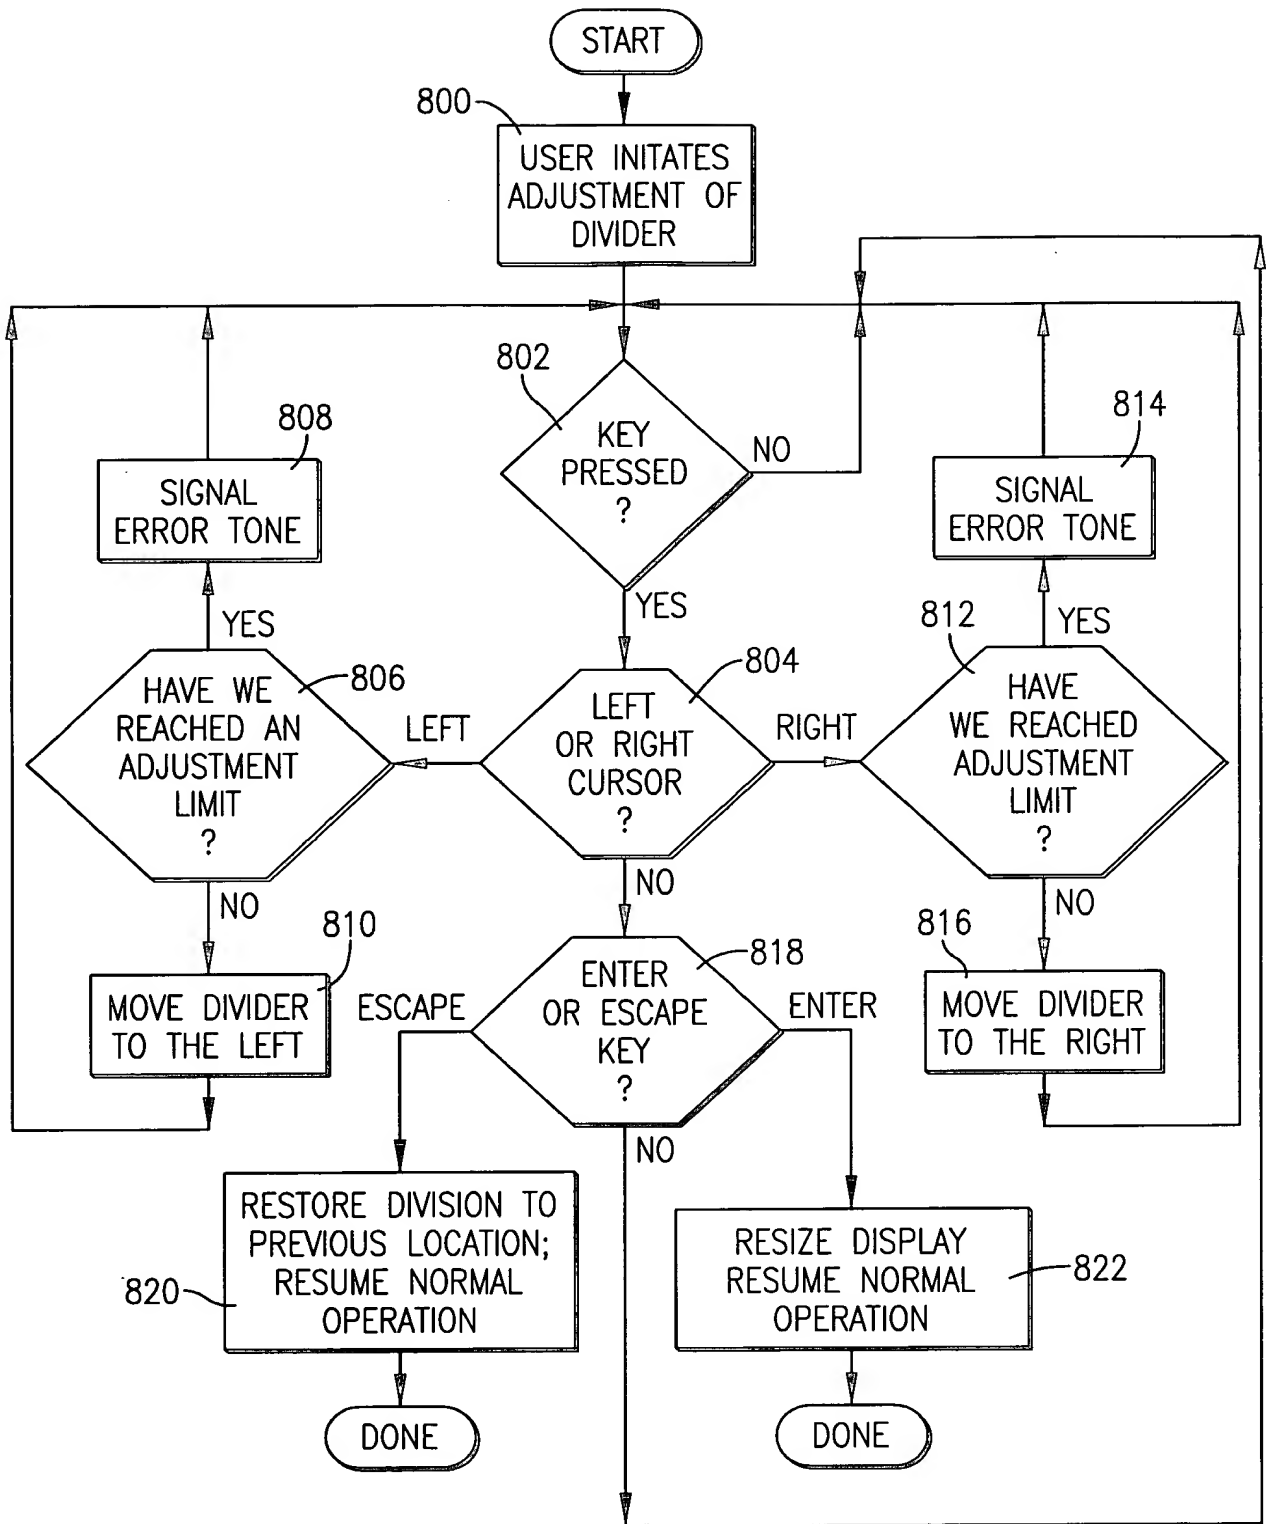 START
800
USER INITATES
ADJUSTMENT OF
DIVIDER
802
KEY
PRESSED
?
NO
YES
808
SIGNAL
ERROR TONE
814
SIGNAL
ERROR TONE
YES
806
HAVE WE
REACHED AN
ADJUSTMENT
LIMIT
?
LEFT
804
LEFT
OR RIGHT
CURSOR
?
RIGHT
812
YES
HAVE
WE REACHED
ADJUSTMENT
LIMIT
?
NO
NO
NO
810
MOVE DIVIDER
TO THE LEFT
816
MOVE DIVIDER
TO THE RIGHT
818
ENTER
OR ESCAPE
KEY
?
ESCAPE
ENTER
NO
820
RESTORE DIVISION TO
PREVIOUS LOCATION;
RESUME NORMAL
OPERATION
822
RESIZE DISPLAY
RESUME NORMAL
OPERATION
DONE
DONE